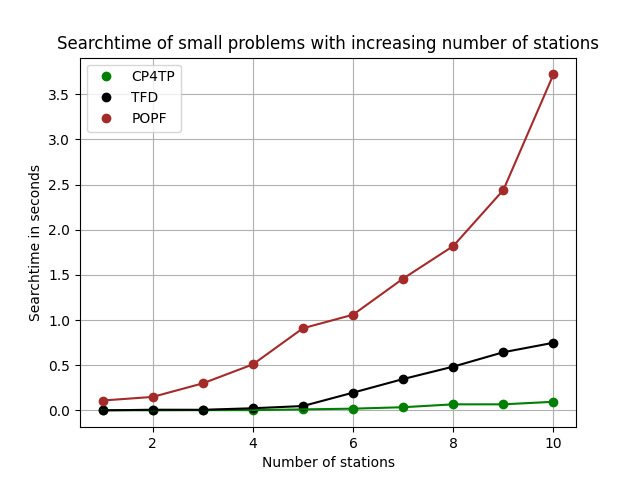 Searchtime of small problems with increasing number of stations
CP4TP
TFD
POPF
3.5
3.0
2.5
2.0
1.5
1.0
0.5
0.0
Searchtime in seconds
2 4 6 8 10
Number of stations